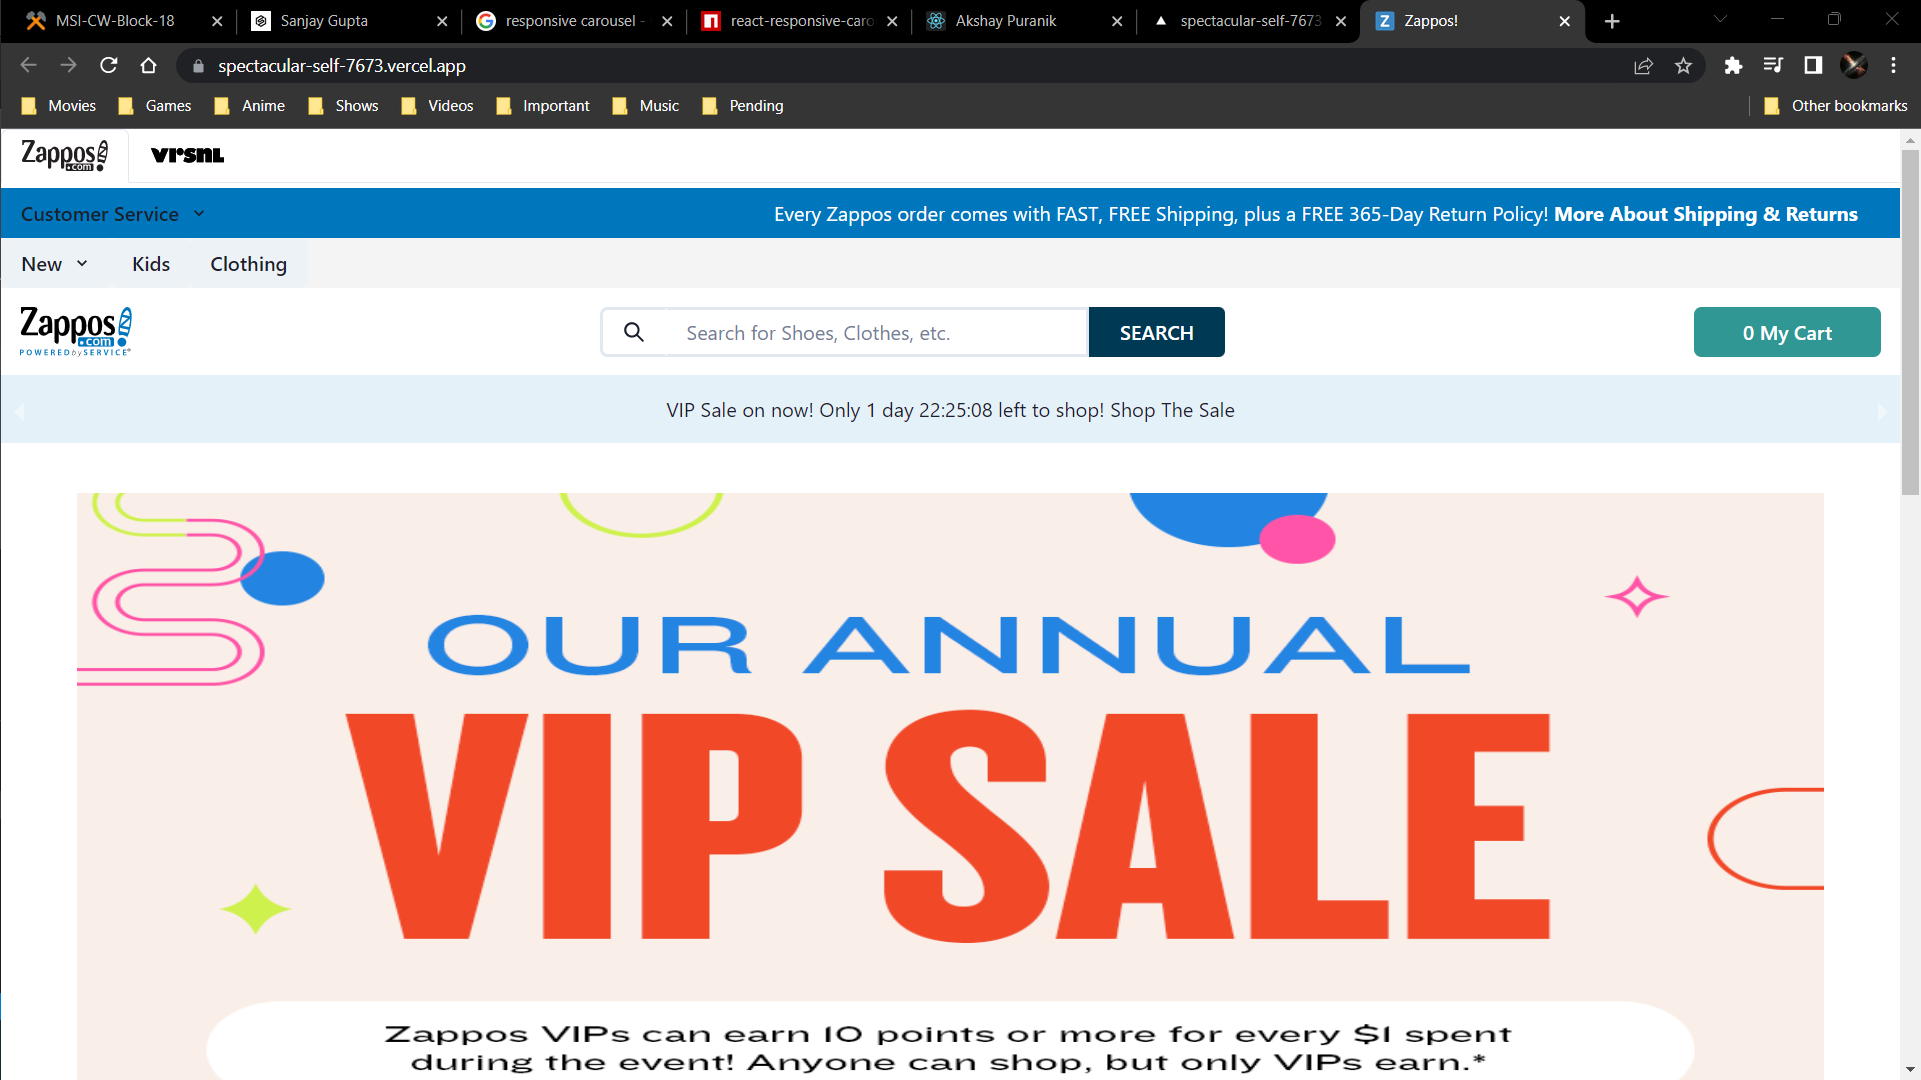 MSI-CW-Block-18
Sanjay Gupta
responsive carousel -
react-responsive-caro
Akshay Puranik
spectacular-self-7673
Zappos!
spectacular-self-7673.vercel.app
Movies Games Anime Shows Videos Important Music Pending Other bookmarks
Zappos! .com vrsnl
Customer Service Every Zappos order comes with FAST, FREE Shipping, plus a FREE 365-Day Return Policy! More About Shipping & Returns
New Kids Clothing
Zappos! .com
POWERED by SERVICE®
Search for Shoes, Clothes, etc. SEARCH 0 My Cart
VIP Sale on now! Only 1 day 22:25:08 left to shop! Shop The Sale
OUR ANNUAL
VIP SALE
Zappos VIPs can earn 10 points or more for every $1 spent
during the event! Anyone can shop, but only VIPs earn.*